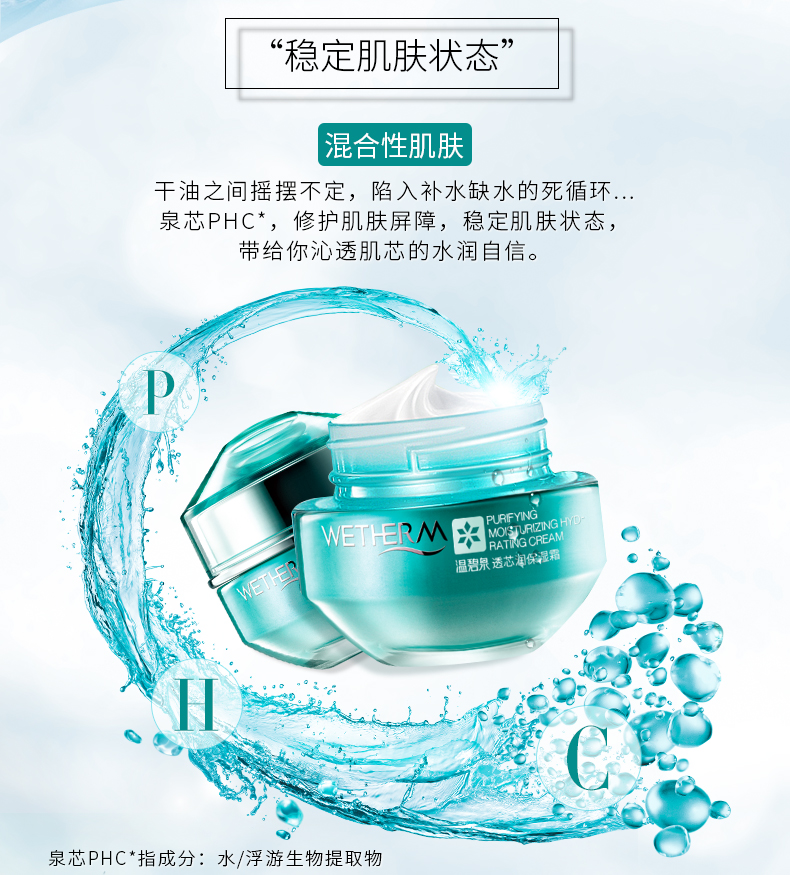 “稳定肌肤状态”
混合性肌肤
干油之间摇摆不定，陷入补水缺水的死循环...
泉芯PHC*，修护肌肤屏障，稳定肌肤状态，
带给你沁透肌芯的水润自信。
P
WETHERM
PURIFYING
MOISTURIZING HYD-
RATING CREAM
温碧泉 透芯润保湿霜
WETHER
H
C
泉芯PHC*指成分：水/浮游生物提取物